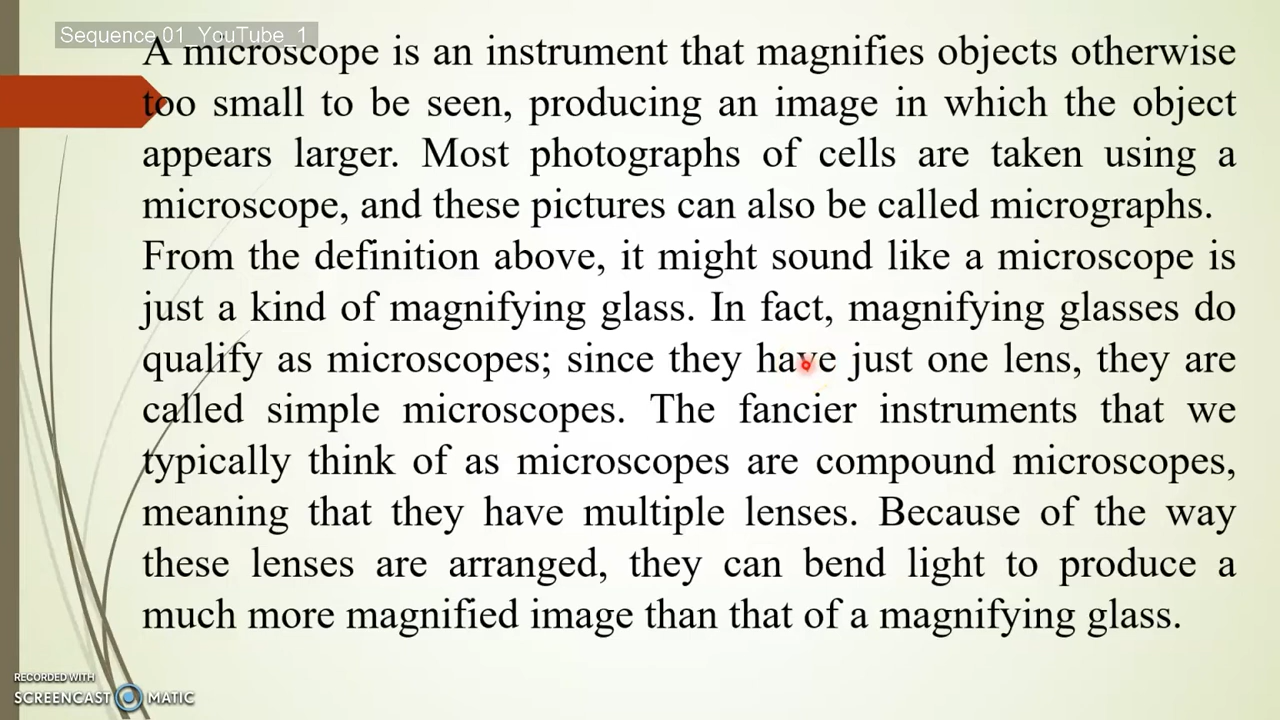 Sequence 01_YouTube_1
A microscope is an instrument that magnifies objects otherwise
too small to be seen, producing an image in which the object
appears larger. Most photographs of cells are taken using a
microscope, and these pictures can also be called micrographs.
From the definition above, it might sound like a microscope is
just a kind of magnifying glass. In fact, magnifying glasses do
qualify as microscopes; since they have just one lens, they are
called simple microscopes. The fancier instruments that we
typically think of as microscopes are compound microscopes,
meaning that they have multiple lenses. Because of the way
these lenses are arranged, they can bend light to produce a
much more magnified image than that of a magnifying glass.
RECORDED WITH
SCREENCAST MATIC